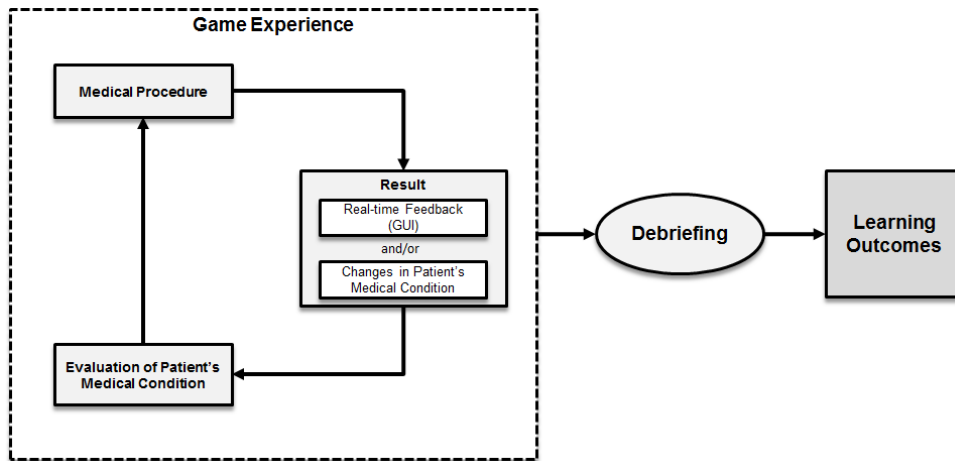 Game Experience
Medical Procedure
Result
Real-time Feedback
(GUI)
and/or
Changes in Patient's
Medical Condition
Evaluation of Patient's
Medical Condition
Debriefing
Learning
Outcomes